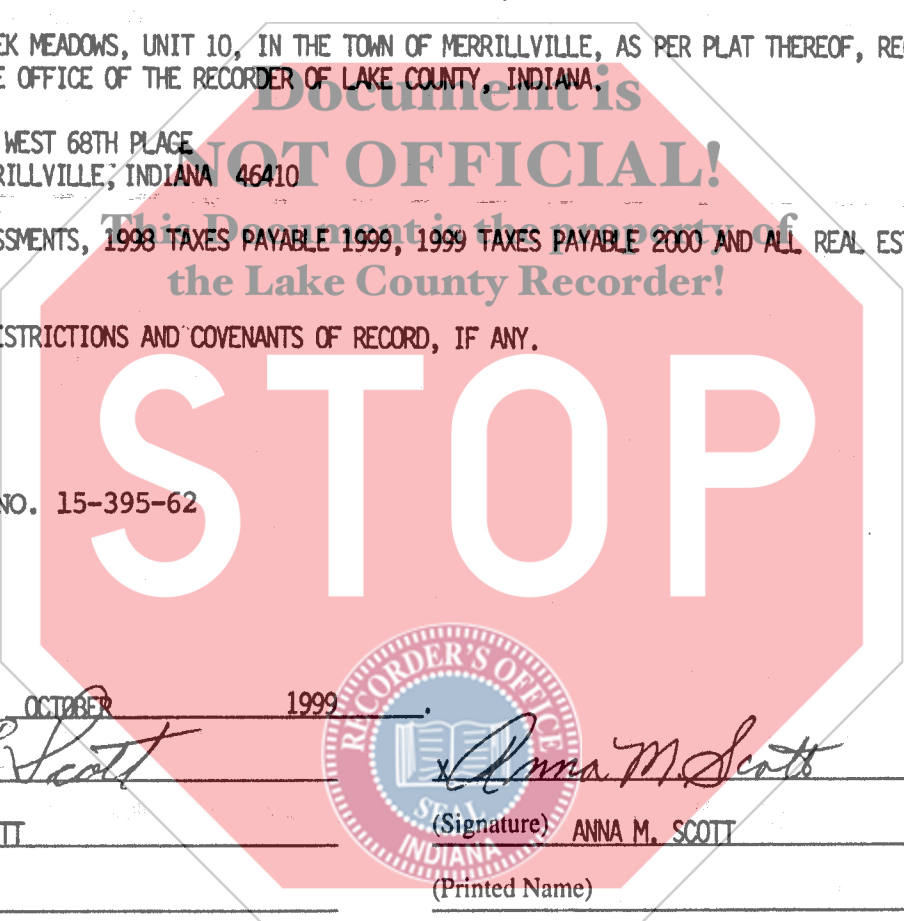 EK MEADOWS, UNIT 10, IN THE TOWN OF MERRILLVILLE, AS PER PLAT THEREOF, RE
E OFFICE OF THE RECORDER OF LAKE COUNTY, INDIANA.
Document is
WEST 68TH PLACE
NOT OFFICIAL!
RILLVILLE, INDIANA 46410
This Document is the property of
SSMENTS, 1998 TAXES PAYABLE 1999, 1999 TAXES PAYABLE 2000 AND ALL REAL EST
the Lake County Recorder!
ESTRICTIONS AND COVENANTS OF RECORD, IF ANY.
STOP
NO. 15-395-62
RECORDER'S OFFICE
OCTOBER 1999.
Scott
X Anna M. Scott
SEAL
INDIANA
TT
(Signature) ANNA M. SCOTT
(Printed Name)